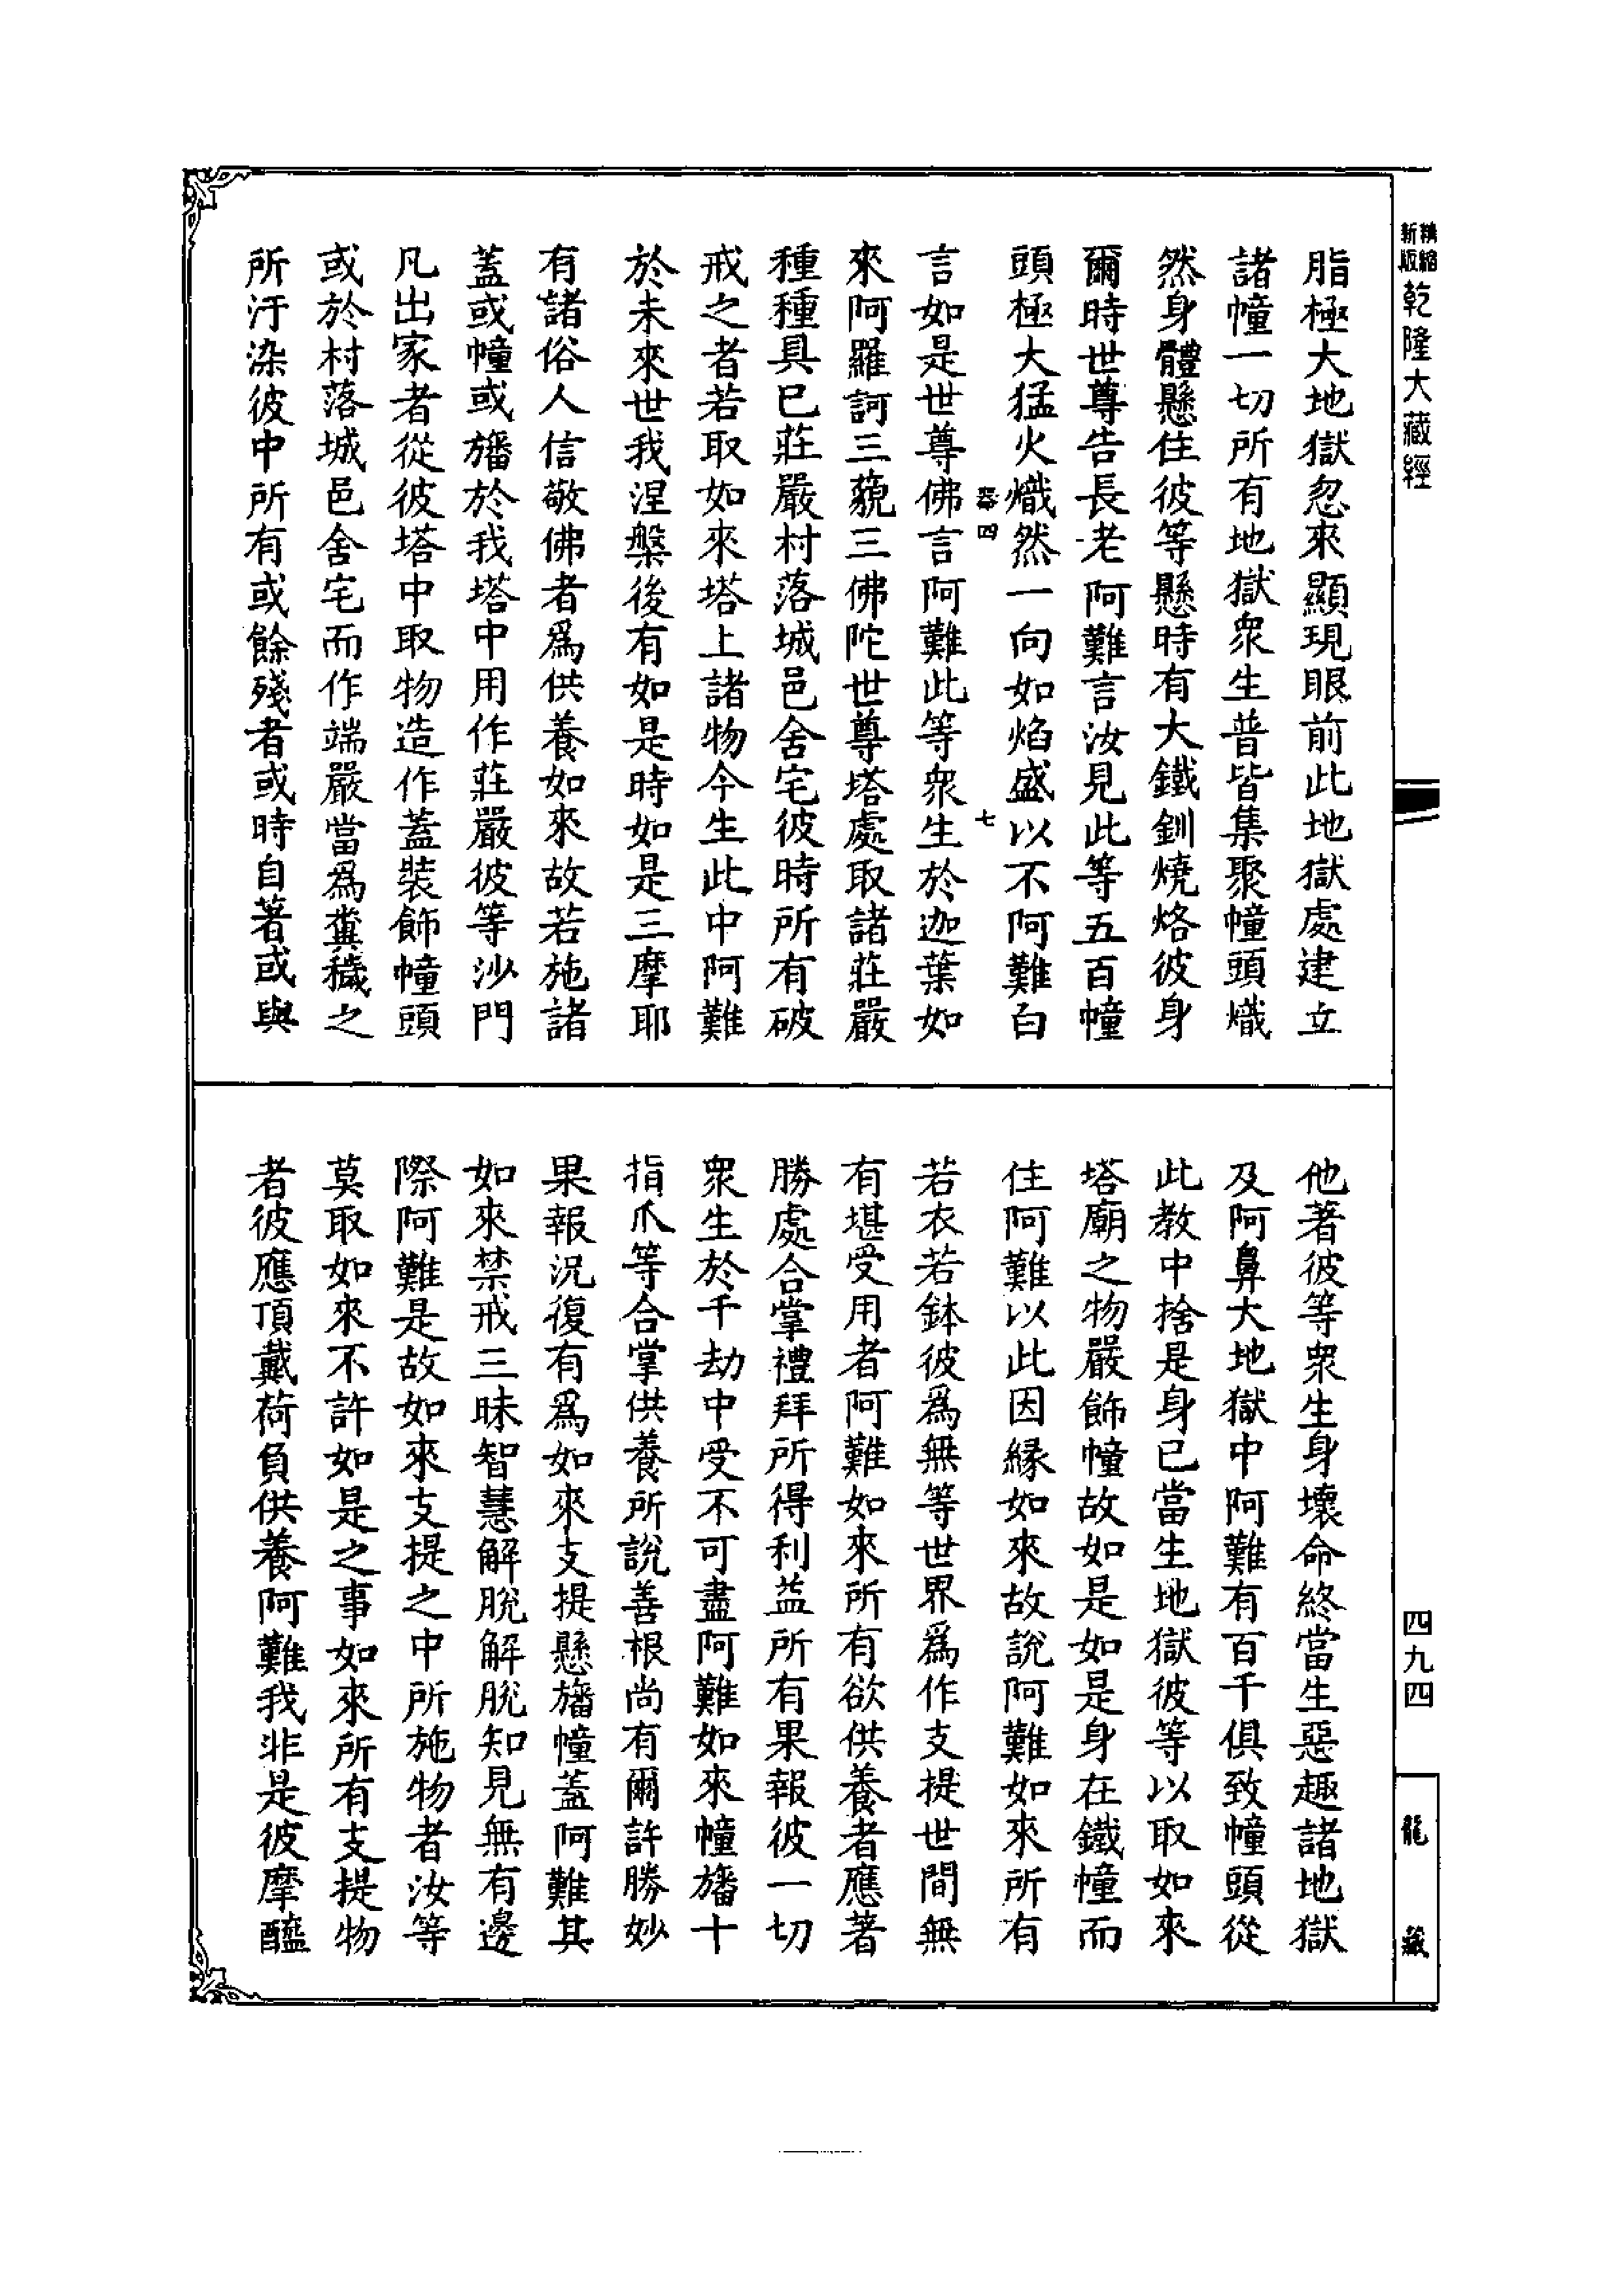 精縮
新版
乾隆大藏經
脂極大地獄忽來顯現眼前此地獄處建立
諸幢一切所有地獄眾生普皆集聚幢頭熾
然身體懸住彼等懸時有大鐵釧燒烙彼身
爾時世尊告長老阿難言汝見此等五百幢
頭極大猛火熾然一向如焰盛以不阿難白
四 七
言如是世尊佛言阿難此等眾生於迦葉如
來阿羅訶三藐三佛陀世尊塔處取諸莊嚴
種種具已莊嚴村落城邑舍宅彼時所有破
戒之者若取如來塔上諸物今生此中阿難
於未來世我涅槃後有如是時如是三摩耶
有諸俗人信敬佛者為供養如來故若施諸
蓋或幢或旛於我塔中用作莊嚴彼等沙門
凡出家者從彼塔中取物造作蓋裝飾幢頭
或於村落城邑舍宅而作端嚴當為糞穢之
所汙染彼中所有或餘殘者或時自著或與
他著彼等眾生身壞命終當生惡趣諸地獄
及阿鼻大地獄中阿難有百千俱致幢頭從
此教中捨是身已當生地獄彼等以取如來
塔廟之物嚴飾幢故如是如是身在鐵幢而
住阿難以此因緣如來故說阿難如來所有
若衣若鉢彼為無等世界為作支提世間無
有堪受用者阿難如來所有欲供養者應著
勝處合掌禮拜所得利益所有果報彼一切
眾生於千劫中受不可盡阿難如來幢旛十
指爪等合掌供養所說善根尚有爾許勝妙
果報況復有為如來支提懸旛幢蓋阿難其
如來禁戒三昧智慧解脫解脫知見無有邊
際阿難是故如來支提之中所施物者汝等
莫取如來不許如是之事如來所有支提物
者彼應頂戴荷負供養阿難我非是彼摩醯
四九四
龍藏